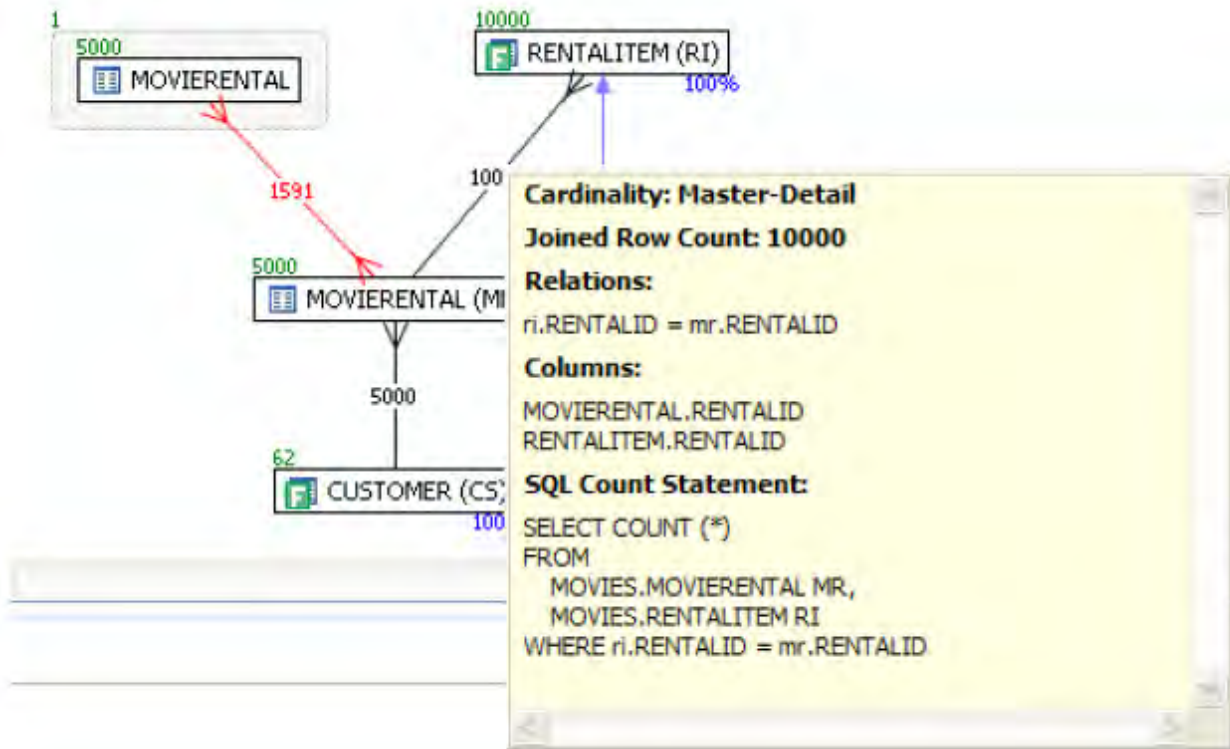 1
5000
MOVIERENTAL
10000
RENTALITEM (RI)
100%
1591
100
5000
MOVIERENTAL (M
5000
62
CUSTOMER (CS)
100
Cardinality: Master-Detail
Joined Row Count: 10000
Relations:
ri.RENTALID = mr.RENTALID
Columns:
MOVIERENTAL.RENTALID
RENTALITEM.RENTALID
SQL Count Statement:
SELECT COUNT (*)
FROM
MOVIES.MOVIERENTAL MR,
MOVIES.RENTALITEM RI
WHERE ri.RENTALID = mr.RENTALID